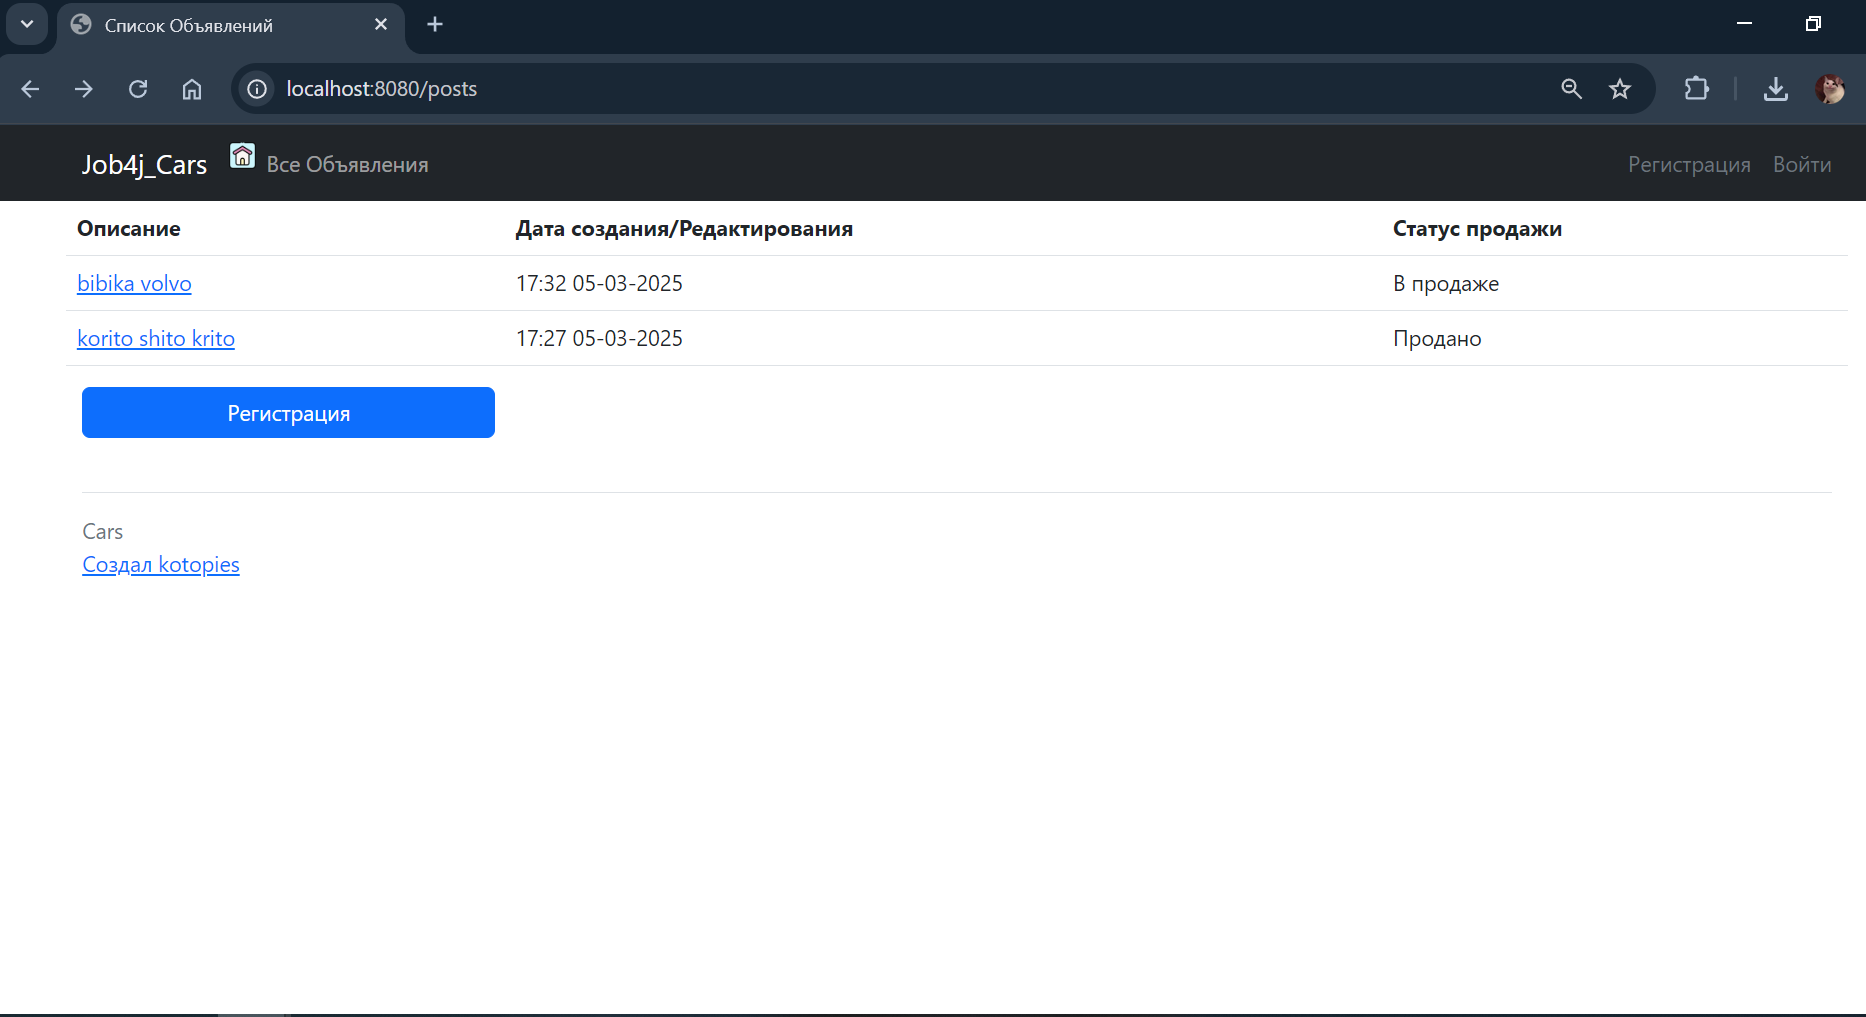 Список Объявлений
localhost:8080/posts
Job4j_Cars Все Объявления Регистрация Войти
Описание Дата создания/Редактирования Статус продажи
bibika volvo 17:32 05-03-2025 В продаже
korito shito krito 17:27 05-03-2025 Продано
Регистрация
Cars
Создал kotopies